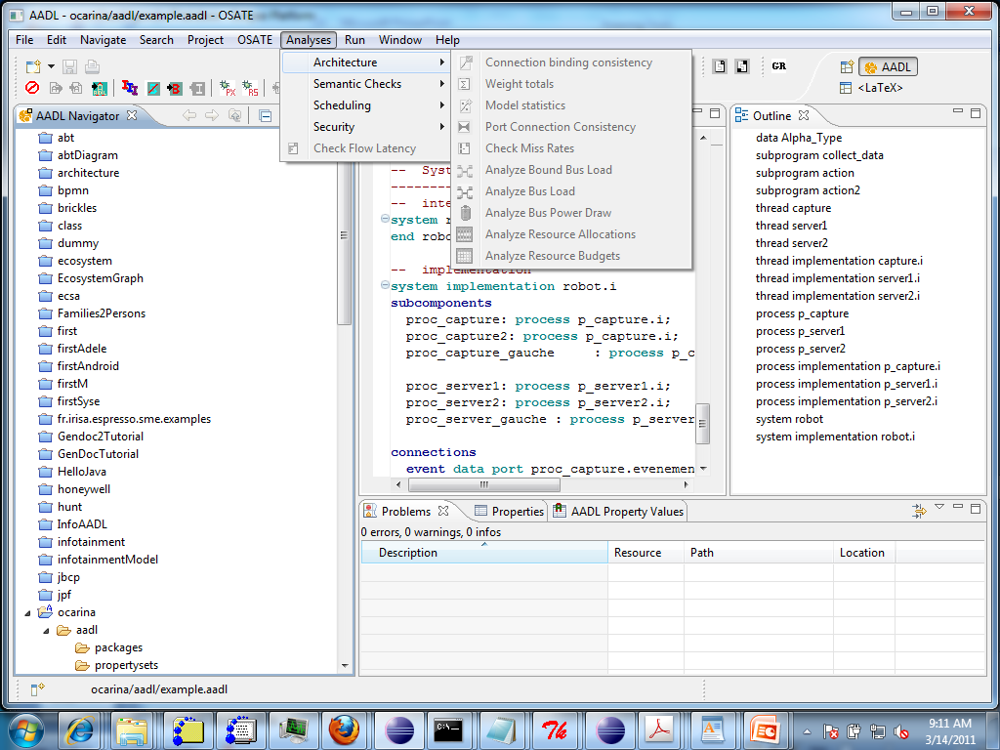 AADL - ocarina/aadl/example.aadl - OSATE
File Edit Navigate Search Project OSATE Analyses Run Window Help
Architecture
Semantic Checks
Scheduling
Security
Check Flow Latency
Connection binding consistency
Weight totals
Model statistics
Port Connection Consistency
Check Miss Rates
Analyze Bound Bus Load
Analyze Bus Load
Analyze Bus Power Draw
Analyze Resource Allocations
Analyze Resource Budgets
GR
AADL
<LaTeX>
PX
RS
AADL Navigator
abt
abtDiagram
architecture
bpmn
brickles
class
dummy
ecosystem
EcosystemGraph
ecsa
Families2Persons
first
firstAdele
firstAndroid
firstM
firstSyse
fr.irisa.espresso.sme.examples
Gendoc2Tutorial
GenDocTutorial
HelloJava
honeywell
hunt
InfoAADL
infotainment
infotainmentModel
jbcp
jpf
ocarina
aadl
packages
propertysets
-- Syst
-- inte
system r
end robo
-- implementation
system implementation robot.i
subcomponents
proc_capture: process p_capture.i;
proc_capture2: process p_capture.i;
proc_capture_gauche : process p_c
proc_server1: process p_server1.i;
proc_server2: process p_server2.i;
proc_server_gauche : process p_server
connections
event data port proc_capture.evenemen
Outline
data Alpha_Type
subprogram collect_data
subprogram action
subprogram action2
thread capture
thread server1
thread server2
thread implementation capture.i
thread implementation server1.i
thread implementation server2.i
process p_capture
process p_server1
process p_server2
process implementation p_capture.i
process implementation p_server1.i
process implementation p_server2.i
system robot
system implementation robot.i
Problems Properties AADL Property Values
0 errors, 0 warnings, 0 infos
Description Resource Path Location
ocarina/aadl/example.aadl
9:11 AM
3/14/2011